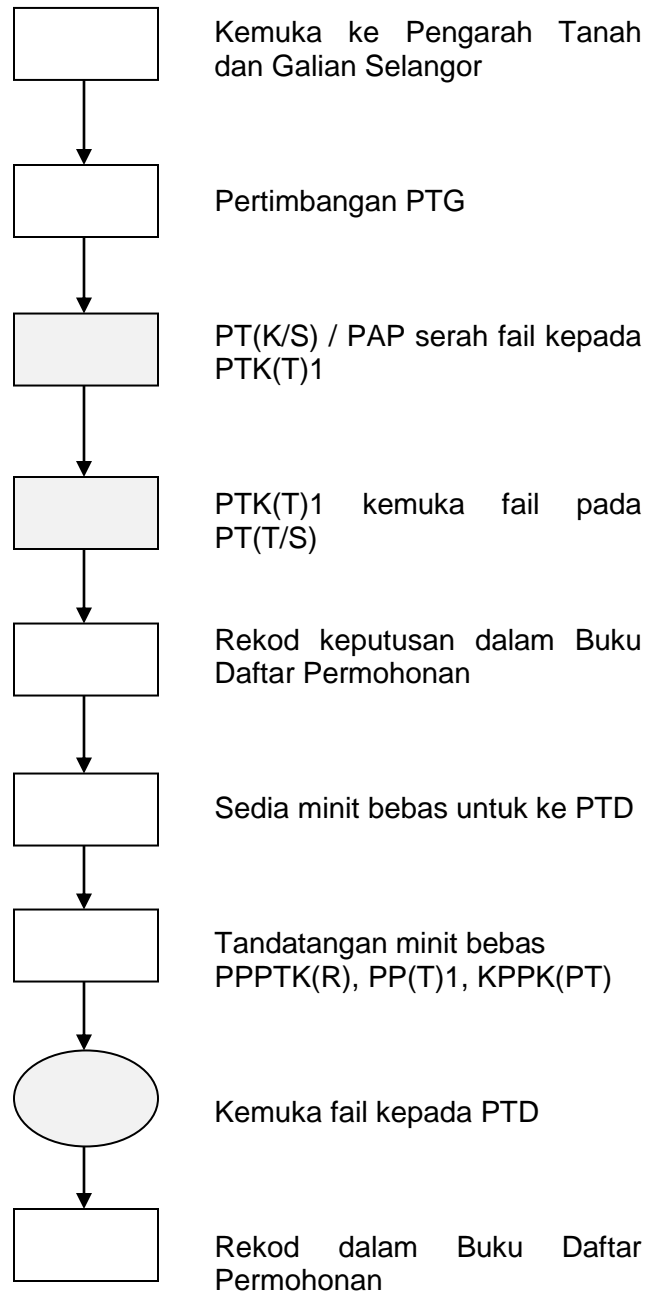 Kemuka ke Pengarah Tanah
dan Galian Selangor
Pertimbangan PTG
PT(K/S) / PAP serah fail kepada
PTK(T)1
PTK(T)1 kemuka fail pada
PT(T/S)
Rekod keputusan dalam Buku
Daftar Permohonan
Sedia minit bebas untuk ke PTD
Tandatangan minit bebas
PPPTK(R), PP(T)1, KPPK(PT)
Kemuka fail kepada PTD
Rekod dalam Buku Daftar
Permohonan